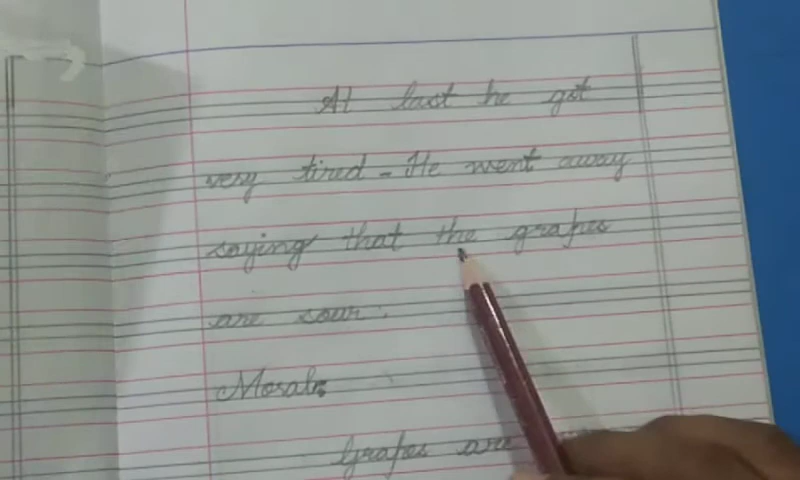 At last he got
very tired - He went away
saying that the grapes
are sour.
Moral:
Grapes are